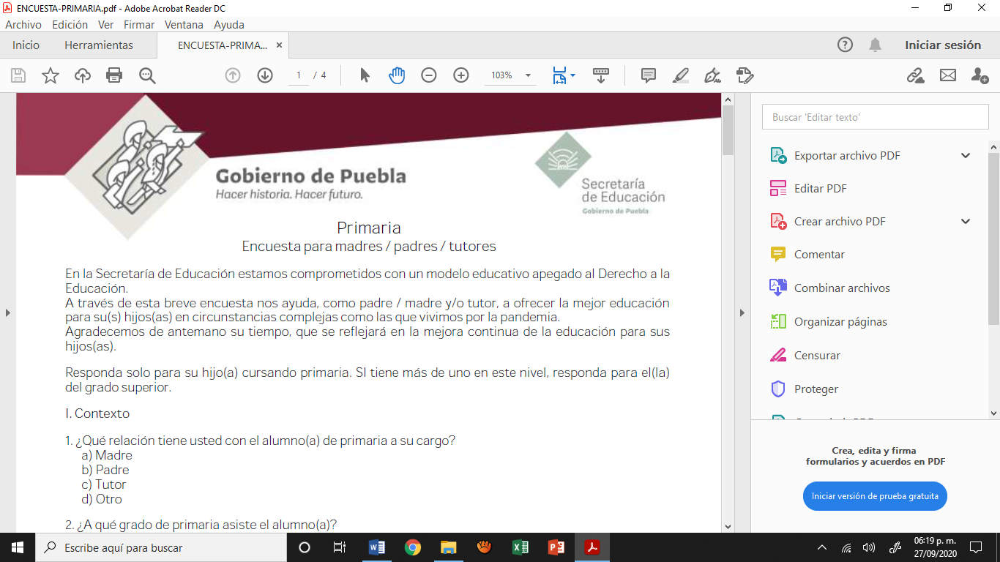 ENCUESTA-PRIMARIA.pdf - Adobe Acrobat Reader DC
Archivo Edición Ver Firmar Ventana Ayuda
Inicio Herramientas ENCUESTA-PRIMA... × Iniciar sesión
1 / 4 103%
Buscar 'Editar texto'
Gobierno de Puebla
Hacer historia. Hacer futuro.
Secretaría
de Educación
Gobierno de Puebla
Primaria
Encuesta para madres / padres / tutores
En la Secretaría de Educación estamos comprometidos con un modelo educativo apegado al Derecho a la
Educación.
A través de esta breve encuesta nos ayuda, como padre / madre y/o tutor, a ofrecer la mejor educación
para su(s) hijos(as) en circunstancias complejas como las que vivimos por la pandemia.
Agradecemos de antemano su tiempo, que se reflejará en la mejora continua de la educación para sus
hijos(as).
Responda solo para su hijo(a) cursando primaria. SI tiene más de uno en este nivel, responda para el(la)
del grado superior.
I. Contexto
1. ¿Qué relación tiene usted con el alumno(a) de primaria a su cargo?
a) Madre
b) Padre
c) Tutor
d) Otro
2. ¿A qué grado de primaria asiste el alumno(a)?
Exportar archivo PDF
Editar PDF
Crear archivo PDF
Comentar
Combinar archivos
Organizar páginas
Censurar
Proteger
Crea, edita y firma
formularios y acuerdos en PDF
Iniciar versión de prueba gratuita
Escribe aquí para buscar
06:19 p. m.
27/09/2020